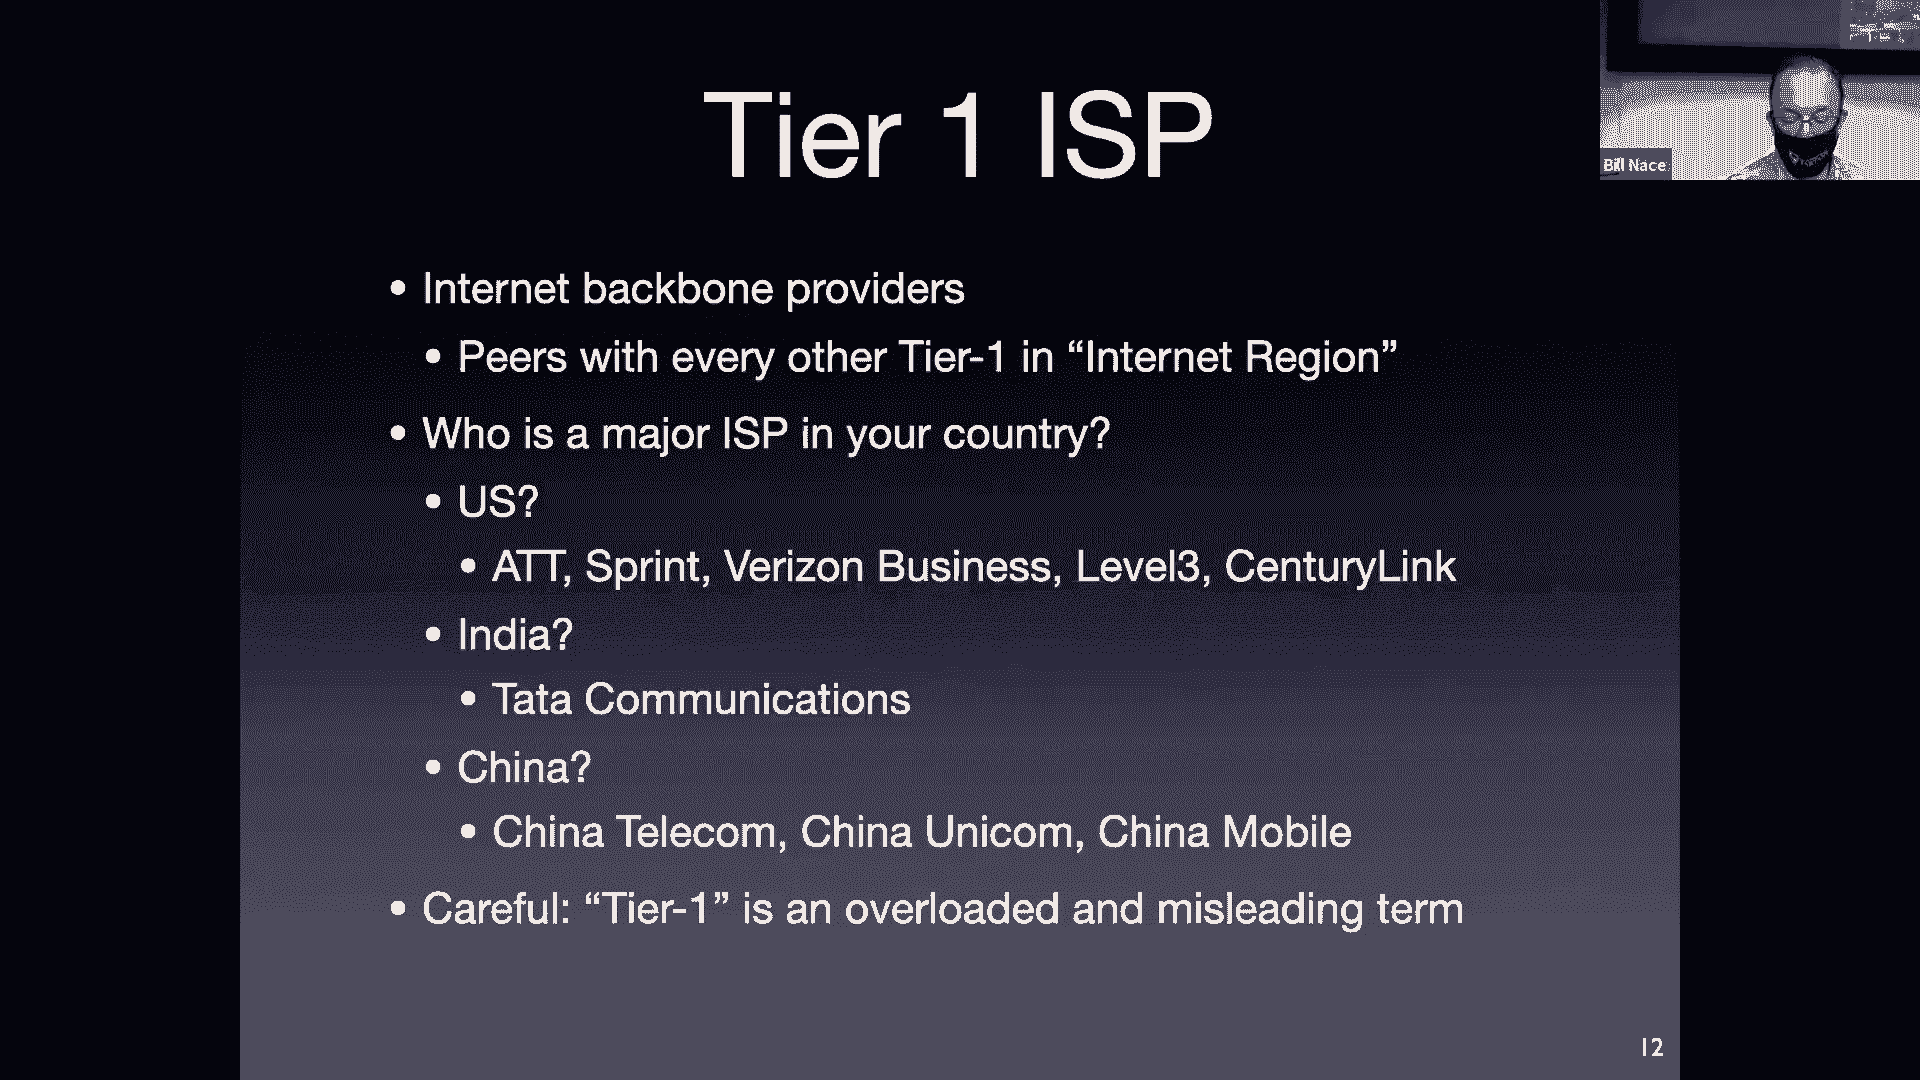 Tier 1 ISP
Bill Nace
• Internet backbone providers
• Peers with every other Tier-1 in “Internet Region”
• Who is a major ISP in your country?
• US?
• ATT, Sprint, Verizon Business, Level3, CenturyLink
• India?
• Tata Communications
• China?
• China Telecom, China Unicom, China Mobile
• Careful: “Tier-1” is an overloaded and misleading term
12